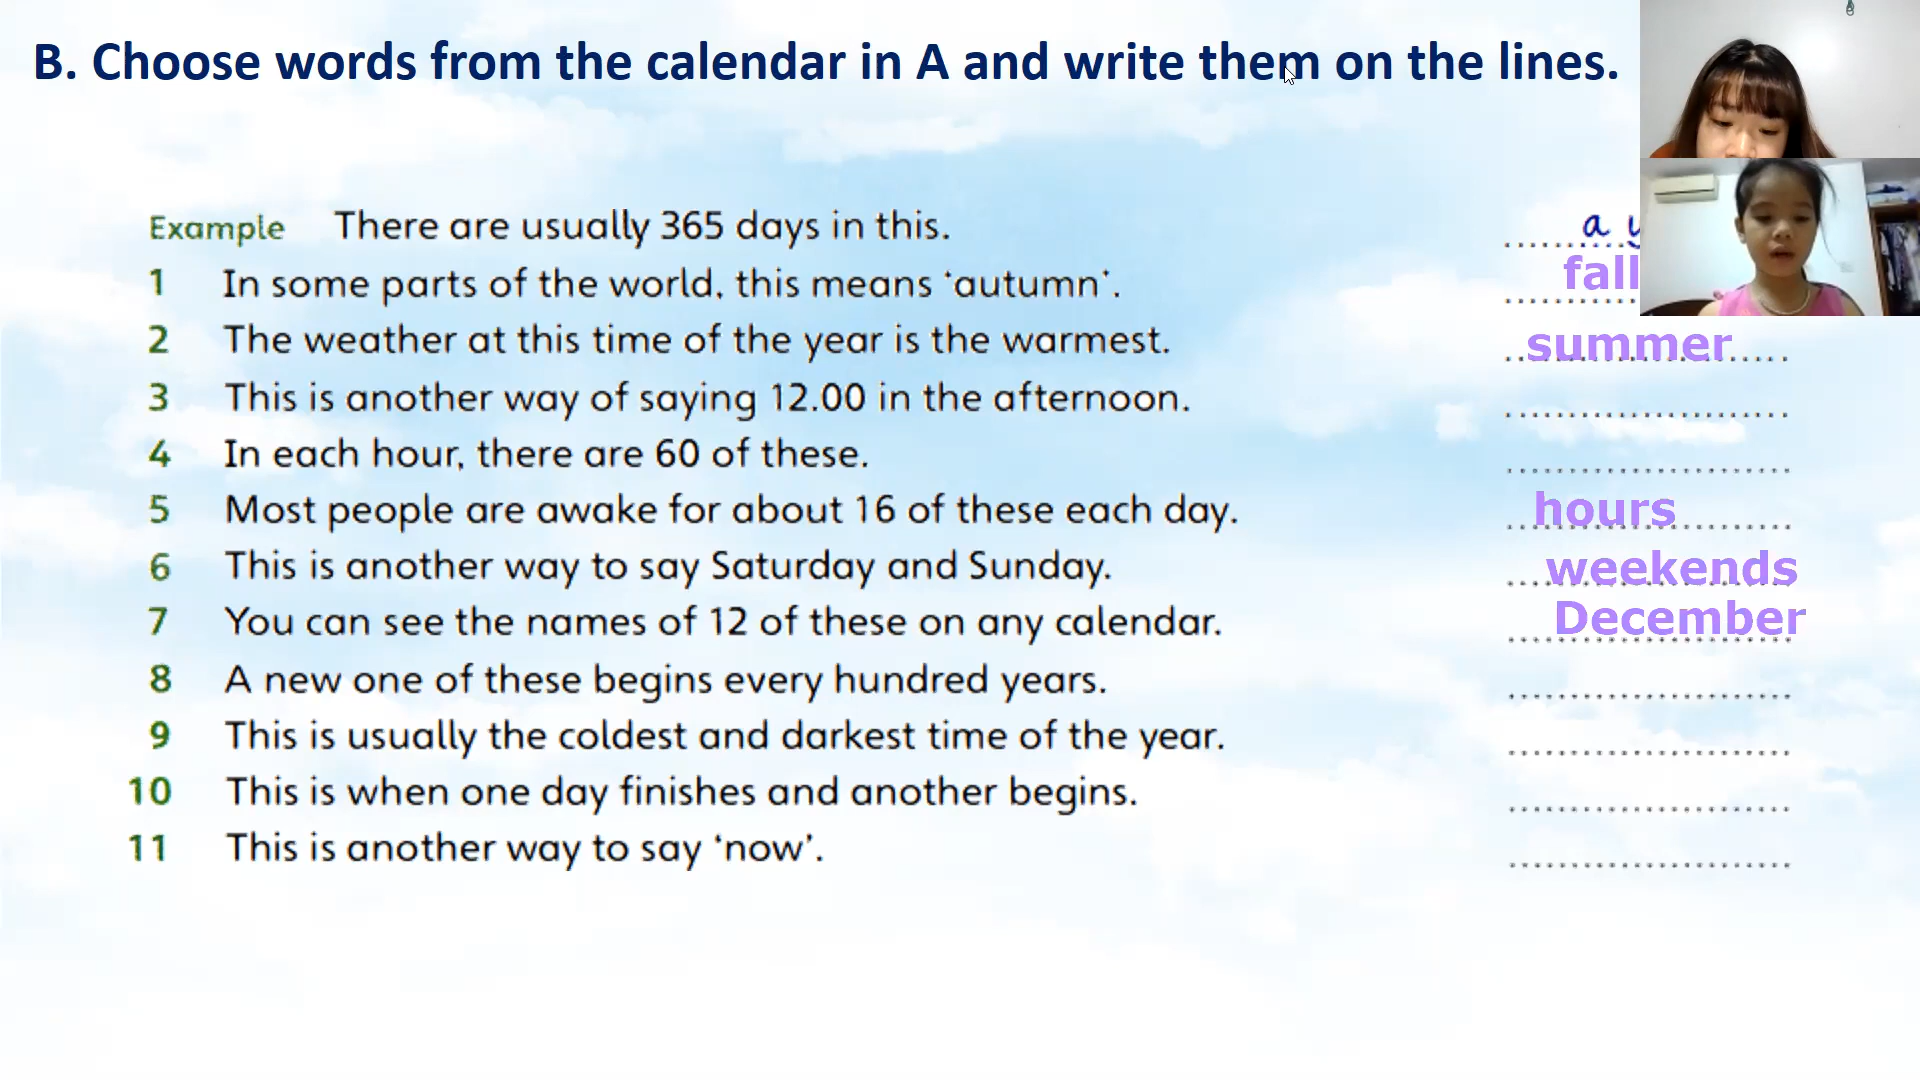 B. Choose words from the calendar in A and write them on the lines.
Example There are usually 365 days in this. a
1 In some parts of the world, this means ‘autumn’. fall
2 The weather at this time of the year is the warmest. summer
3 This is another way of saying 12.00 in the afternoon.
4 In each hour, there are 60 of these.
5 Most people are awake for about 16 of these each day. hours
6 This is another way to say Saturday and Sunday. weekends
7 You can see the names of 12 of these on any calendar. December
8 A new one of these begins every hundred years.
9 This is usually the coldest and darkest time of the year.
10 This is when one day finishes and another begins.
11 This is another way to say ‘now’.